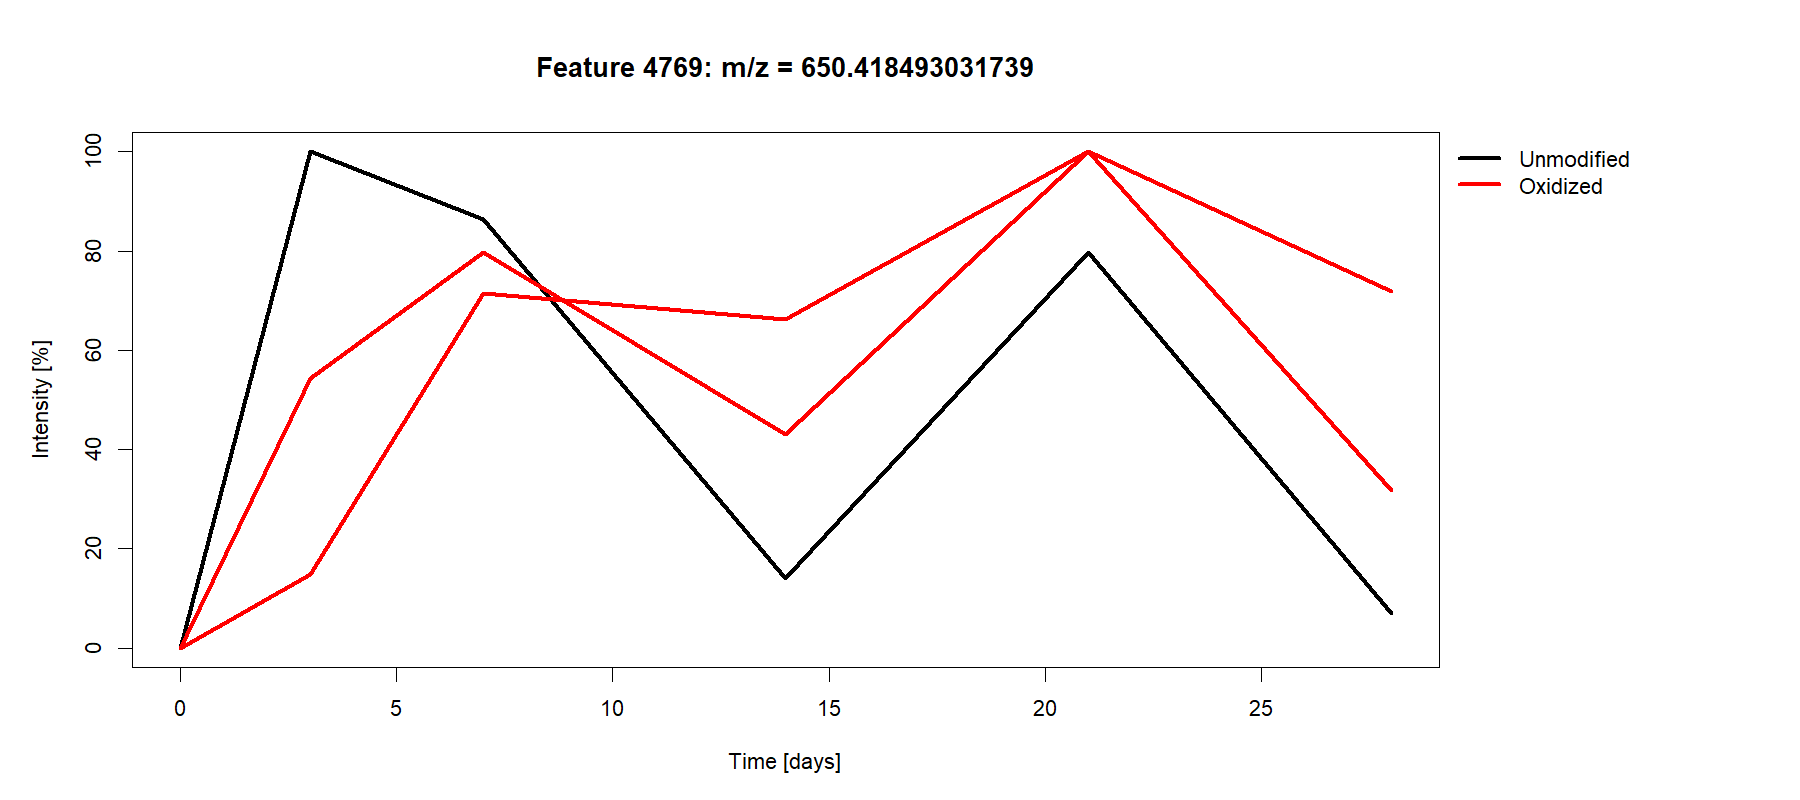 Feature 4769: m/z = 650.418493031739
Unmodified
Oxidized
Intensity [%]
100
80
60
40
20
0
0 5 10 15 20 25
Time [days]